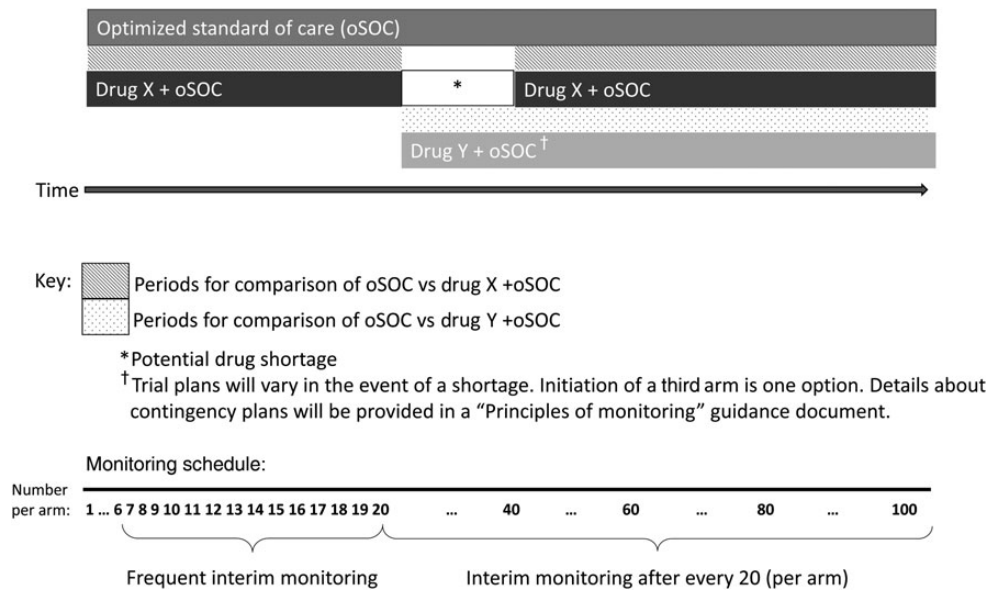 Optimized standard of care (oSOC)
Drug X + oSOC
*
Drug X + oSOC
Drug Y + oSOC†
Time
Key:
Periods for comparison of oSOC vs drug X +oSOC
Periods for comparison of oSOC vs drug Y +oSOC
*Potential drug shortage
†Trial plans will vary in the event of a shortage. Initiation of a third arm is one option. Details about
contingency plans will be provided in a “Principles of monitoring” guidance document.
Monitoring schedule:
Number
per arm: 1 ... 6 7 8 9 10 11 12 13 14 15 16 17 18 19 20 ... 40 ... 60 ... 80 ... 100
Frequent interim monitoring
Interim monitoring after every 20 (per arm)